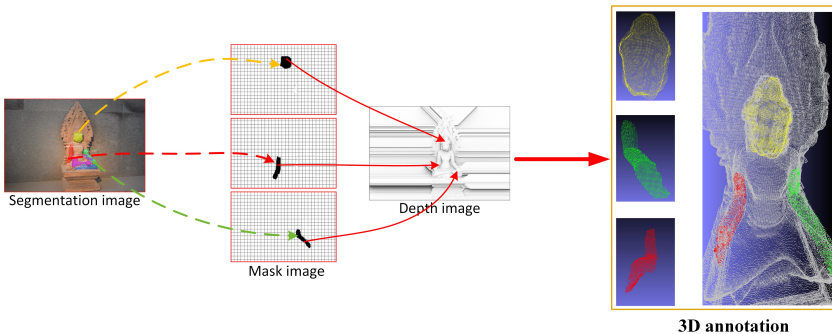 Segmentation image
Mask image
Depth image
3D annotation